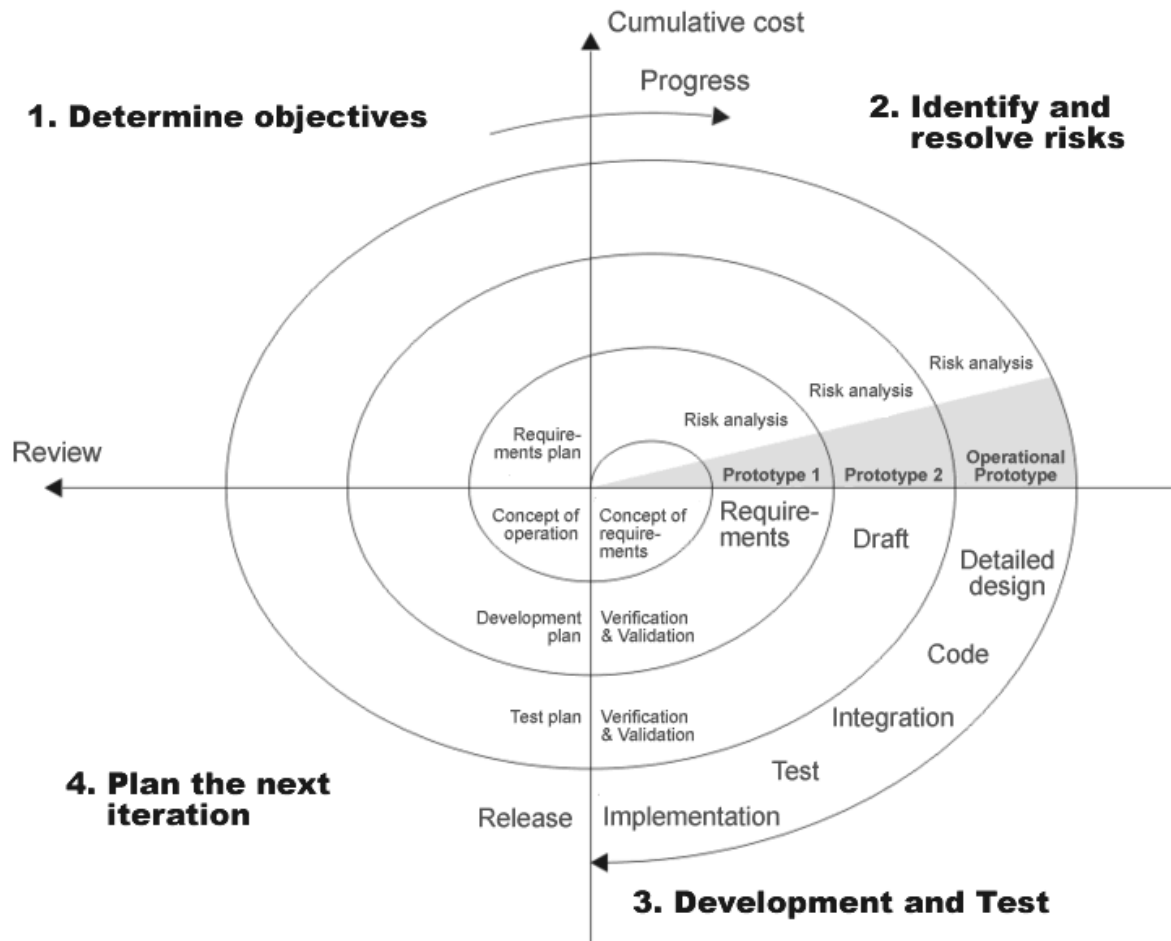 Cumulative cost
Progress
1. Determine objectives
2. Identify and
resolve risks
Risk analysis
Risk analysis
Risk analysis
Require-
ments plan
Review
Operational
Prototype
Prototype 1
Prototype 2
Concept of
operation
Concept of
require-
ments
Require-
ments
Draft
Detailed
design
Development
plan
Verification
& Validation
Code
Test plan
Verification
& Validation
Integration
Test
4. Plan the next
iteration
Release
Implementation
3. Development and Test